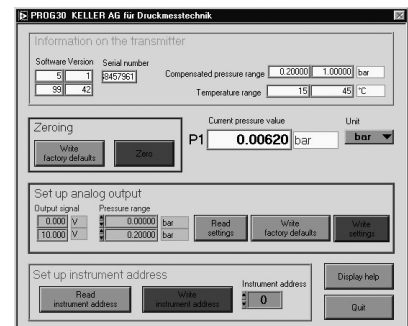 PROG30 KELLER AG für Druckmesstechnik
Information on the transmitter
Software Version Serial number
5 1 8457961
99 42
Compensated pressure range 0.20000 1.00000 bar
Temperature range 15 45 °C
Zeroing
Write factory defaults
Zero
Current pressure value Unit
P1 0.00620 bar bar
Set up analog output
Output signal Pressure range
0.000 V 0.00000 bar
10.000 V 0.20000 bar
Read settings
Write factory defaults
Write settings
Set up instrument address
Read instrument address
Write instrument address
Instrument address
0
Display help
Quit